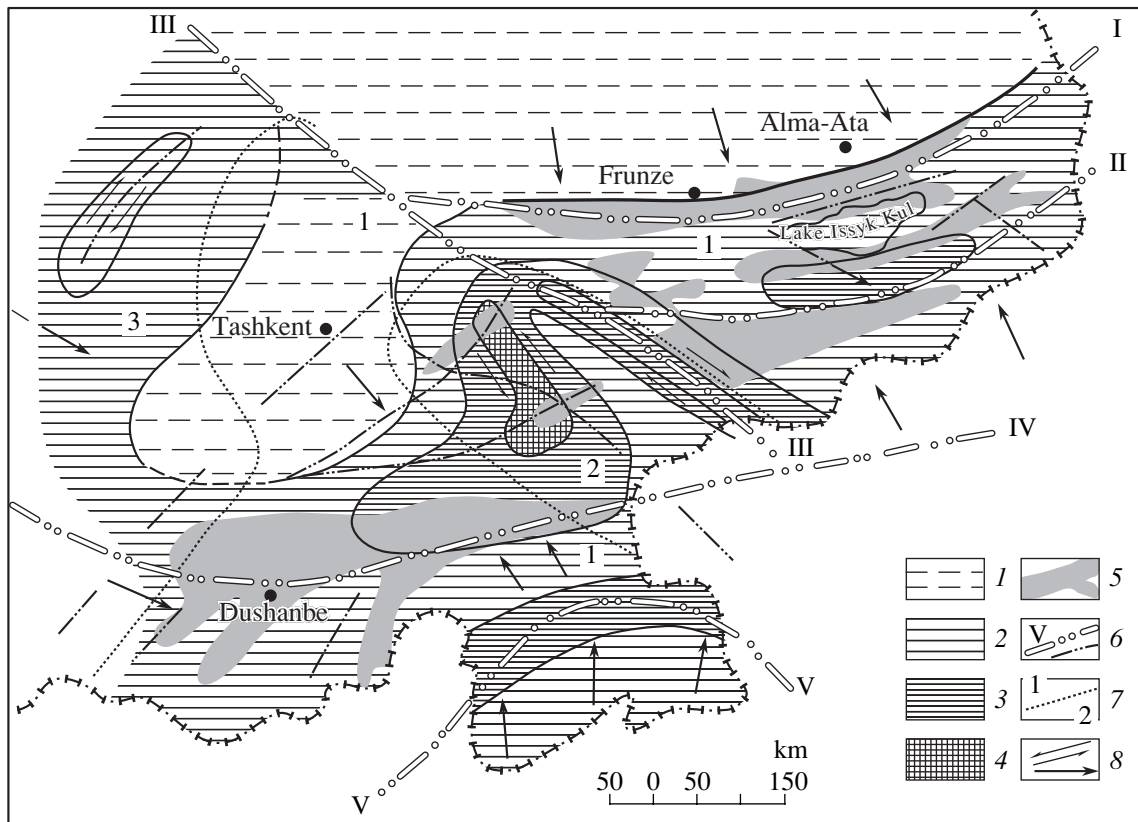 III
I
Alma-Ata
II
Frunze
1
Lake Issyk Kul
1
3
Tashkent
IV
III
2
1
Dushanbe
V
V
km
50 0 50 150
1
5
2
V
6
3
1
2
7
4
8